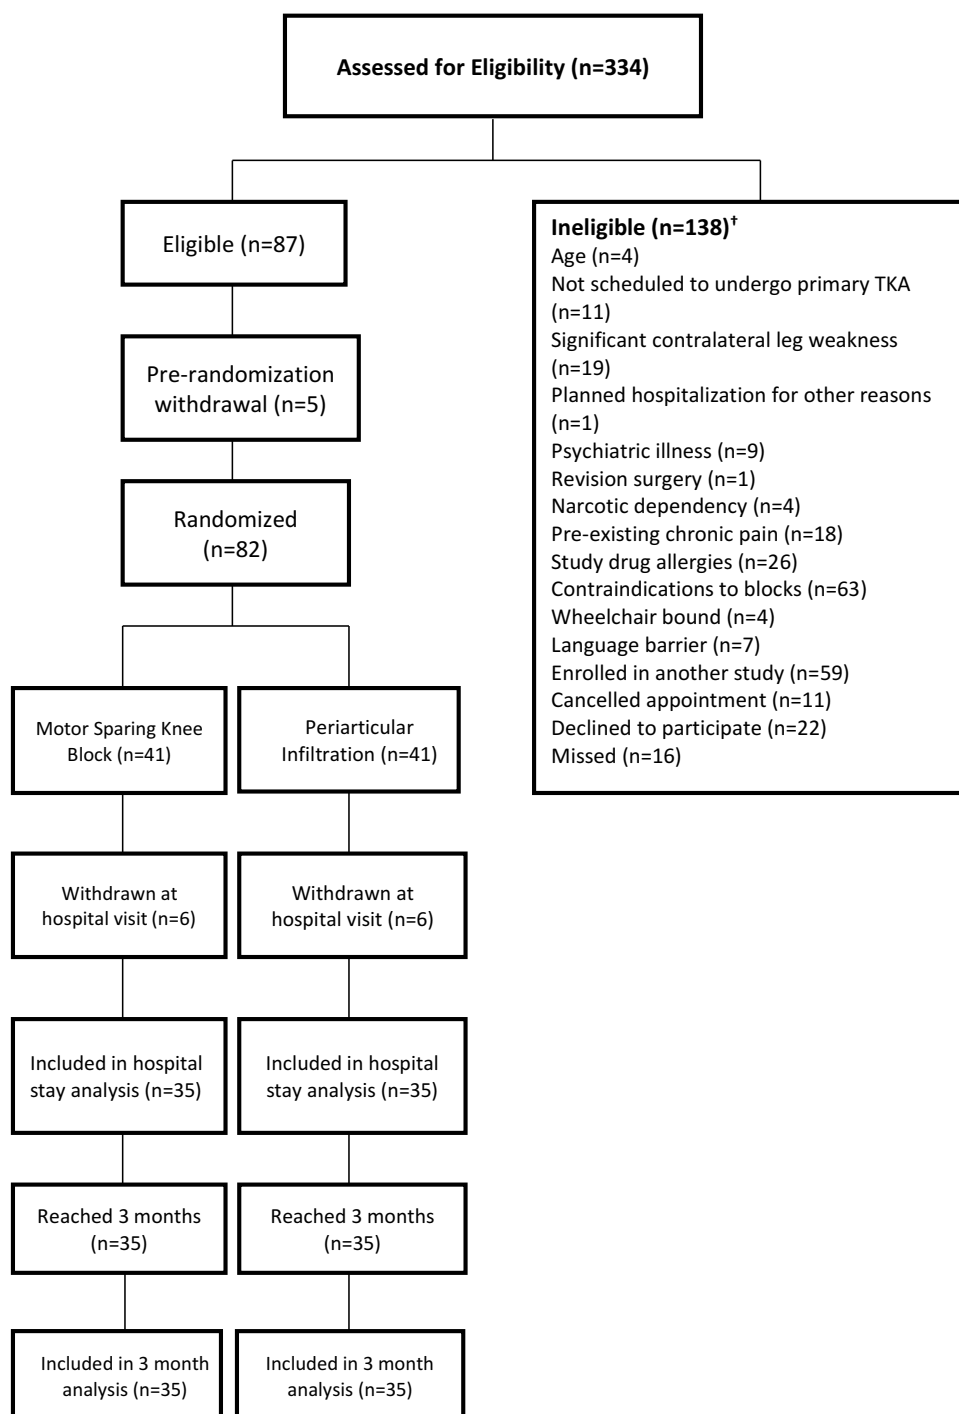 Assessed for Eligibility (n=334)
Eligible (n=87)
Pre-randomization
withdrawal (n=5)
Randomized
(n=82)
Ineligible (n=138)†
Age (n=4)
Not scheduled to undergo primary TKA
(n=11)
Significant contralateral leg weakness
(n=19)
Planned hospitalization for other reasons
(n=1)
Psychiatric illness (n=9)
Revision surgery (n=1)
Narcotic dependency (n=4)
Pre-existing chronic pain (n=18)
Study drug allergies (n=26)
Contraindications to blocks (n=63)
Wheelchair bound (n=4)
Language barrier (n=7)
Enrolled in another study (n=59)
Cancelled appointment (n=11)
Declined to participate (n=22)
Missed (n=16)
Motor Sparing Knee
Block (n=41)
Periarticular
Infiltration (n=41)
Withdrawn at
hospital visit (n=6)
Withdrawn at
hospital visit (n=6)
Included in hospital
stay analysis (n=35)
Included in hospital
stay analysis (n=35)
Reached 3 months
(n=35)
Reached 3 months
(n=35)
Included in 3 month
analysis (n=35)
Included in 3 month
analysis (n=35)